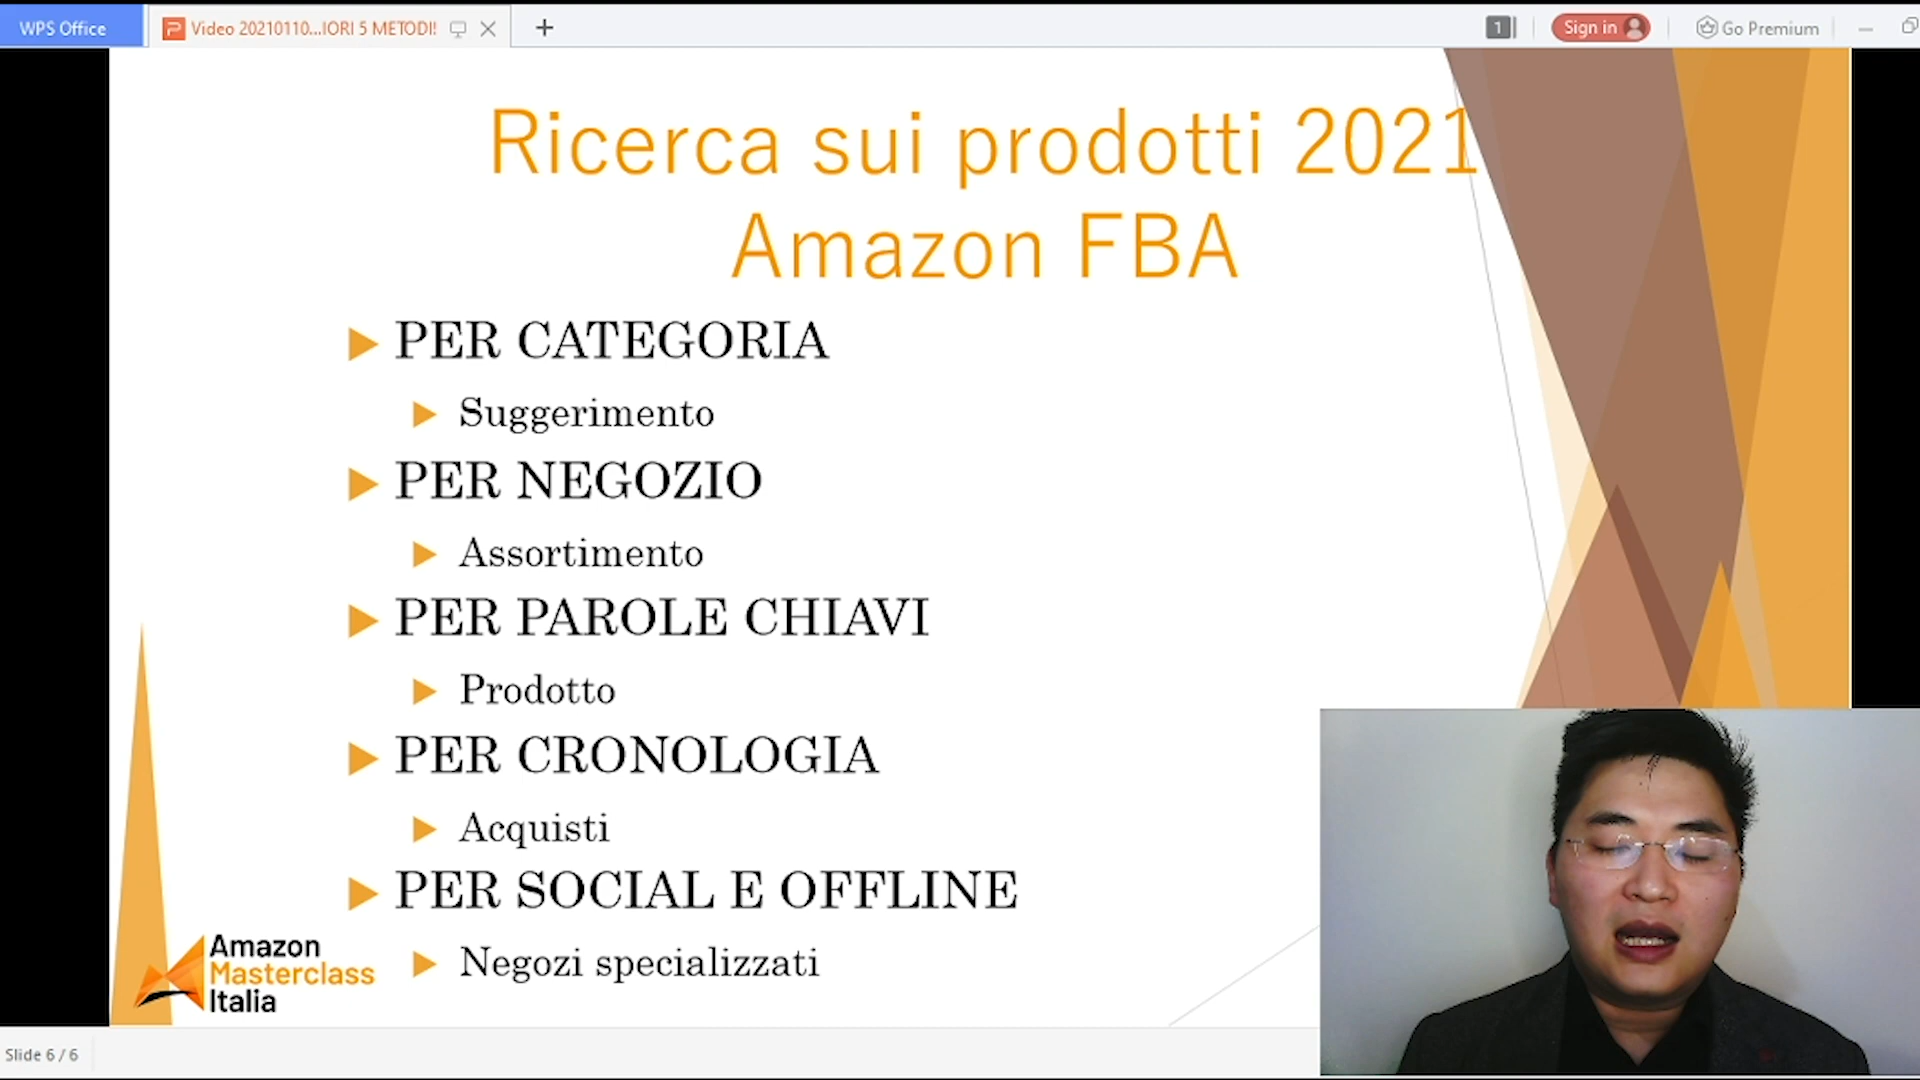 WPS Office
Video 20210110...IORI 5 METODI!
1
Sign in
Go Premium
Ricerca sui prodotti 2021
Amazon FBA
PER CATEGORIA
Suggerimento
PER NEGOZIO
Assortimento
PER PAROLE CHIAVI
Prodotto
PER CRONOLOGIA
Acquisti
PER SOCIAL E OFFLINE
Negozi specializzati
Amazon
Masterclass
Italia
Slide 6 / 6